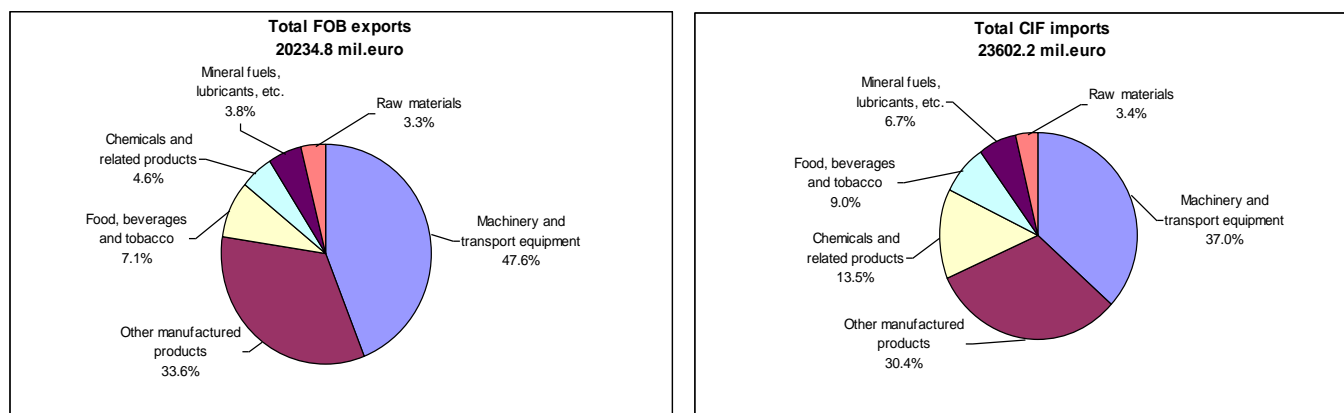 Total FOB exports
20234.8 mil.euro
Mineral fuels,
lubricants, etc.
3.8%
Raw materials
3.3%
Chemicals and
related products
4.6%
Food, beverages
and tobacco
7.1%
Machinery and
transport equipment
47.6%
Other manufactured
products
33.6%
Total CIF imports
23602.2 mil.euro
Mineral fuels,
lubricants, etc.
6.7%
Raw materials
3.4%
Food, beverages
and tobacco
9.0%
Machinery and
transport equipment
37.0%
Chemicals and
related products
13.5%
Other manufactured
products
30.4%